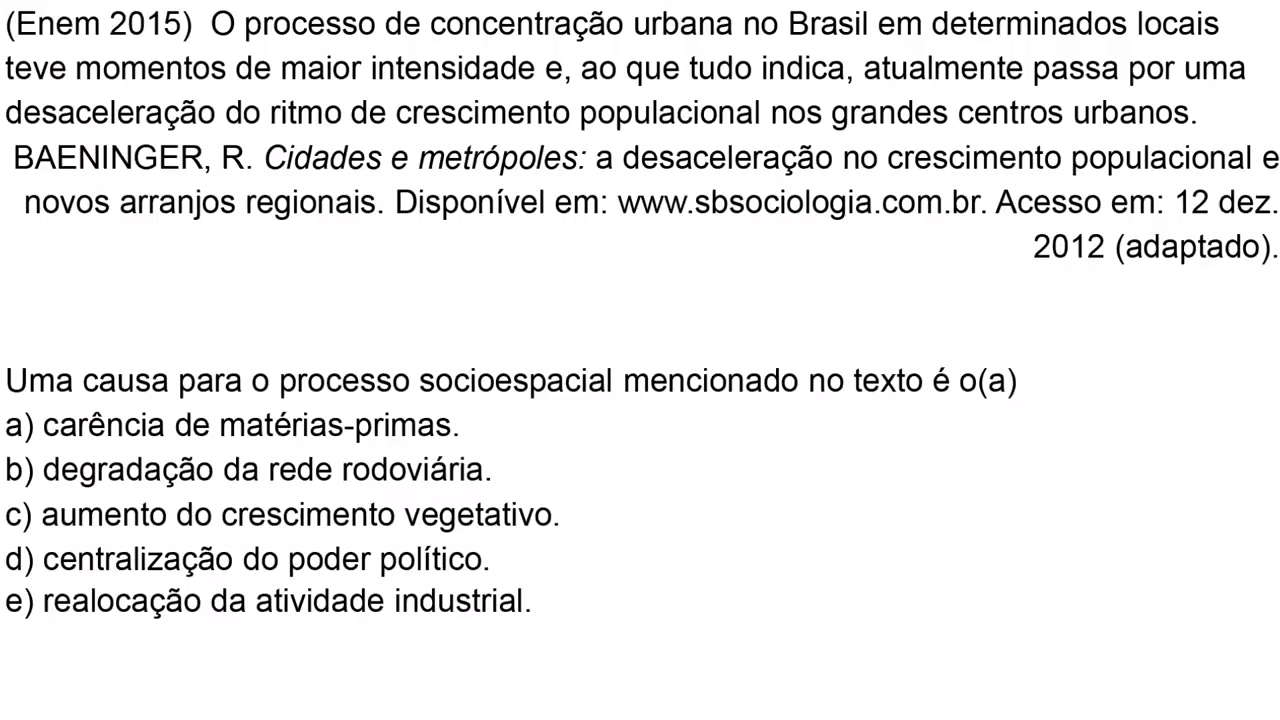 (Enem 2015)  O processo de concentração urbana no Brasil em determinados locais
teve momentos de maior intensidade e, ao que tudo indica, atualmente passa por uma
desaceleração do ritmo de crescimento populacional nos grandes centros urbanos.
BAENINGER, R. Cidades e metrópoles: a desaceleração no crescimento populacional e
novos arranjos regionais. Disponível em: www.sbsociologia.com.br. Acesso em: 12 dez.
2012 (adaptado).
Uma causa para o processo socioespacial mencionado no texto é o(a)
a) carência de matérias-primas.
b) degradação da rede rodoviária.
c) aumento do crescimento vegetativo.
d) centralização do poder político.
e) realocação da atividade industrial.